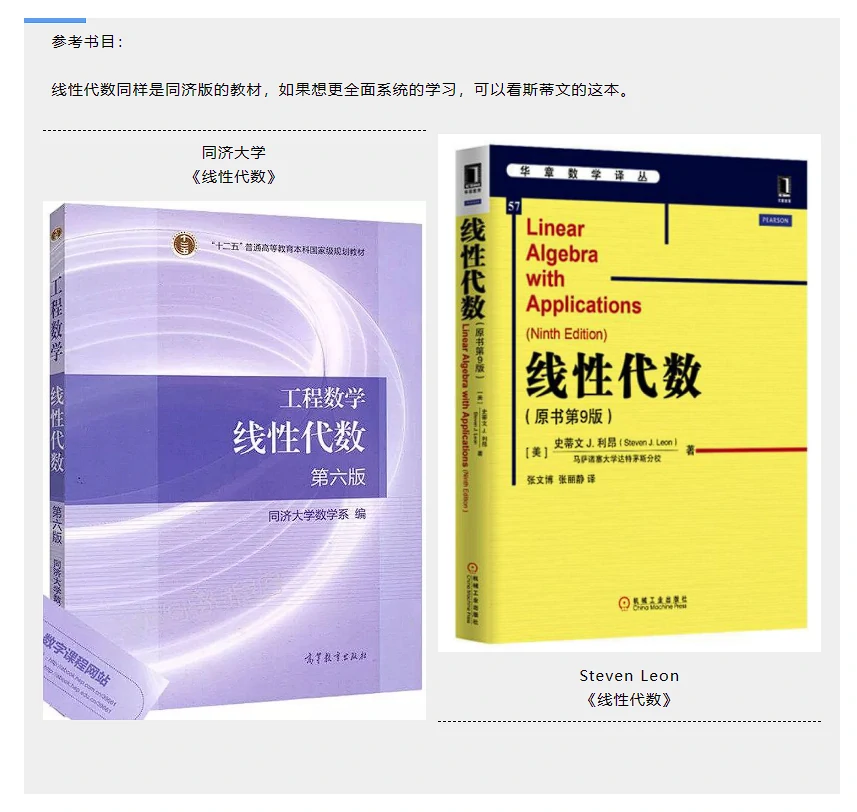 参考书目：
线性代数同样是同济版的教材，如果想更全面系统的学习，可以看斯蒂文的这本。
同济大学
《线性代数》
"十二五"普通高等教育本科国家级规划教材
工程数学
线性代数
第六版
同济大学数学系 编
高等教育出版社
工程数学
线性代数
第六版
同济大学数
数字课程网站
华章数学译丛
57
PEARSON
Linear
Algebra
with
Applications
(Ninth Edition)
线性代数
（原书第9版）
[美] 史蒂文 J. 利昂 (Steven J. Leon) 著
马萨诸塞大学达特茅斯分校
张文博 张丽静 译
机械工业出版社
China Machine Press
线性代数
（原书第9版）
Linear Algebra with Applications
(Ninth Edition)
Steven Leon
《线性代数》